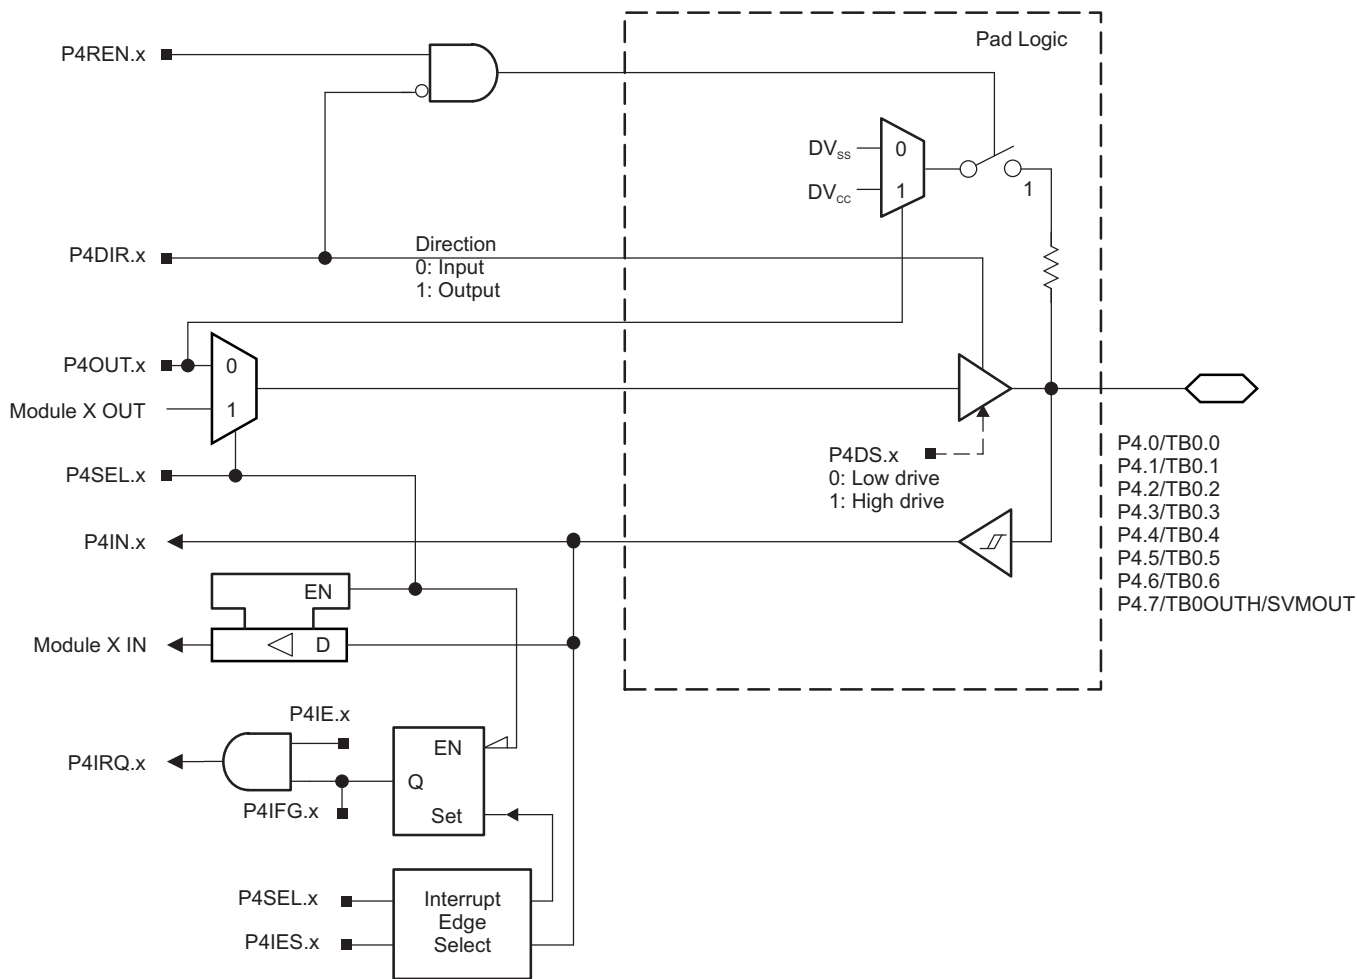 Pad Logic
P4REN.x
DVSS
0
DVCC
1
1
P4DIR.x
Direction
0: Input
1: Output
P4OUT.x
0
Module X OUT
1
P4DS.x
0: Low drive
1: High drive
P4SEL.x
P4.0/TB0.0
P4.1/TB0.1
P4.2/TB0.2
P4.3/TB0.3
P4.4/TB0.4
P4.5/TB0.5
P4.6/TB0.6
P4.7/TB0OUTH/SVMOUT
P4IN.x
EN
Module X IN
D
P4IE.x
P4IRQ.x
EN
Q
P4IFG.x
Set
P4SEL.x
P4IES.x
Interrupt
Edge
Select